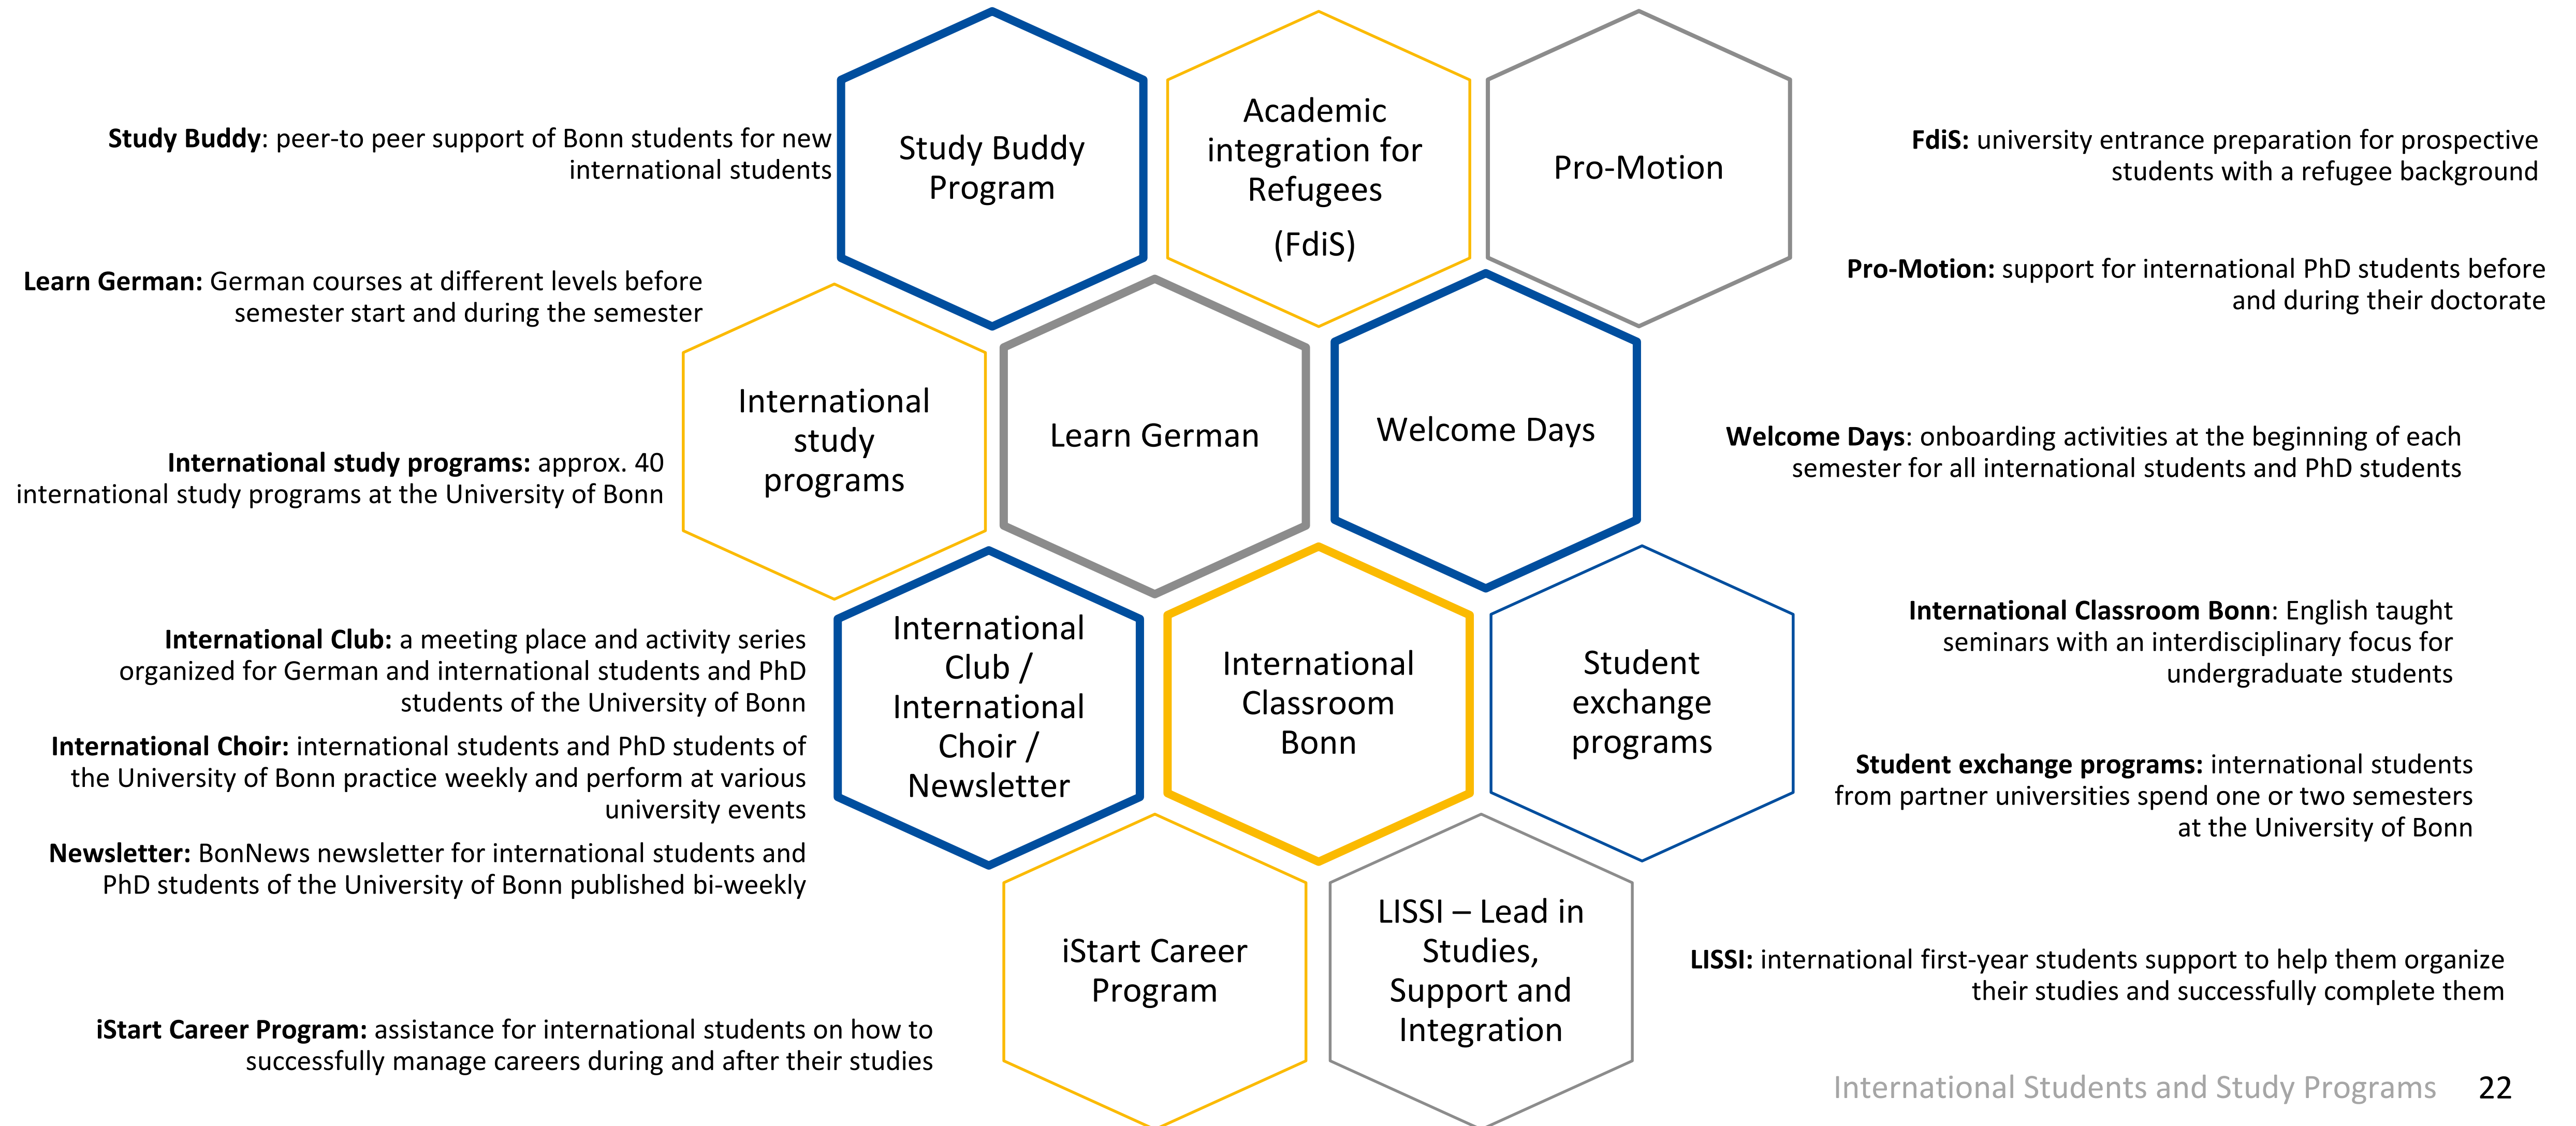 Study Buddy: peer-to peer support of Bonn students for new
international students
Learn German: German courses at different levels before
semester start and during the semester
International study programs: approx. 40
international study programs at the University of Bonn
International Club: a meeting place and activity series
organized for German and international students and PhD
students of the University of Bonn
International Choir: international students and PhD students of
the University of Bonn practice weekly and perform at various
university events
Newsletter: BonNews newsletter for international students and
PhD students of the University of Bonn published bi-weekly
iStart Career Program: assistance for international students on how to
successfully manage careers during and after their studies
Study Buddy
Program
Academic
integration for
Refugees
(FdiS)
Pro-Motion
International
study
programs
Learn German
Welcome Days
International
Club /
International
Choir /
Newsletter
International
Classroom
Bonn
Student
exchange
programs
iStart Career
Program
LISSI – Lead in
Studies,
Support and
Integration
FdiS: university entrance preparation for prospective
students with a refugee background
Pro-Motion: support for international PhD students before
and during their doctorate
Welcome Days: onboarding activities at the beginning of each
semester for all international students and PhD students
International Classroom Bonn: English taught
seminars with an interdisciplinary focus for
undergraduate students
Student exchange programs: international students
from partner universities spend one or two semesters
at the University of Bonn
LISSI: international first-year students support to help them organize
their studies and successfully complete them
International Students and Study Programs 22